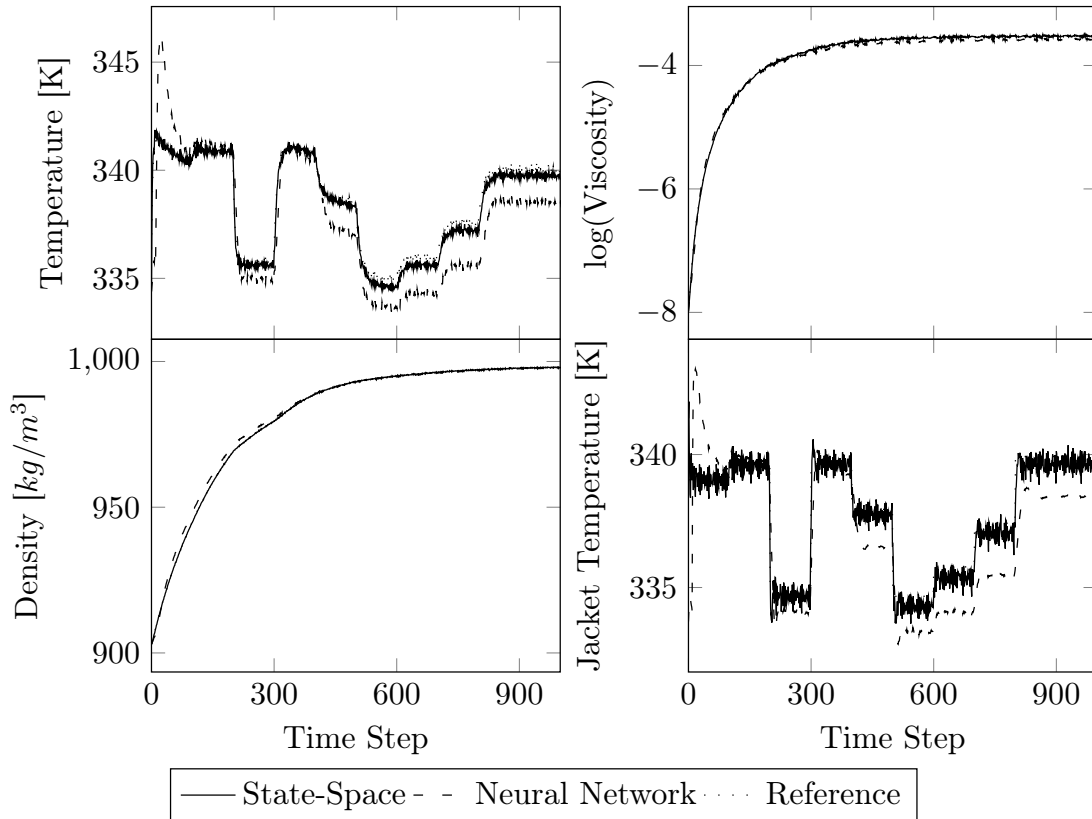 345
340
335
Temperature [K]
−4
−6
−8
log(Viscosity)
1,000
950
900
Density [kg/m³]
0
300
600
900
Time Step
340
335
Jacket Temperature [K]
0
300
600
900
Time Step
State-Space Neural Network Reference